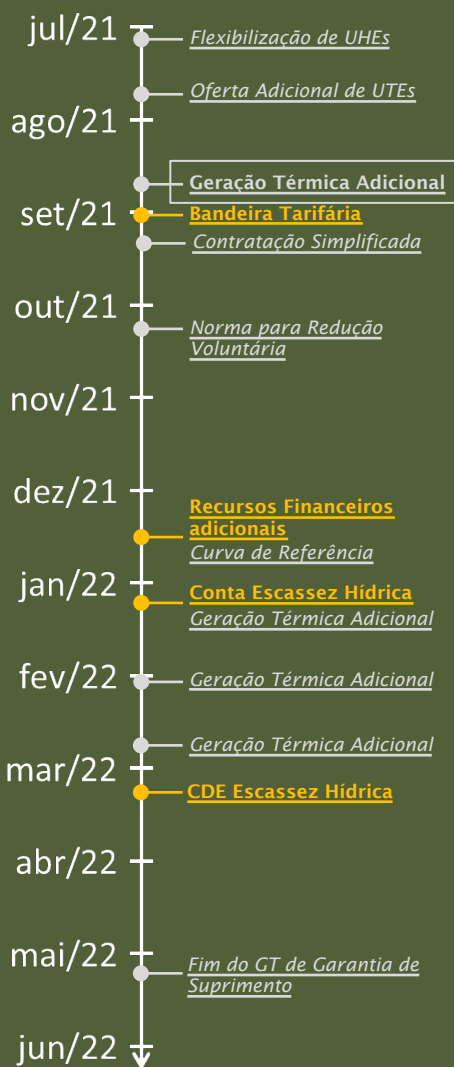 jul/21
Flexibilização de UHEs
Oferta Adicional de UTEs
ago/21
Geração Térmica Adicional
set/21
Bandeira Tarifária
Contratação Simplificada
out/21
Norma para Redução
Voluntária
nov/21
dez/21
Recursos Financeiros
adicionais
Curva de Referência
jan/22
Conta Escassez Hídrica
Geração Térmica Adicional
fev/22
Geração Térmica Adicional
Geração Térmica Adicional
mar/22
CDE Escassez Hídrica
abr/22
mai/22
Fim do GT de Garantia de
Suprimento
jun/22